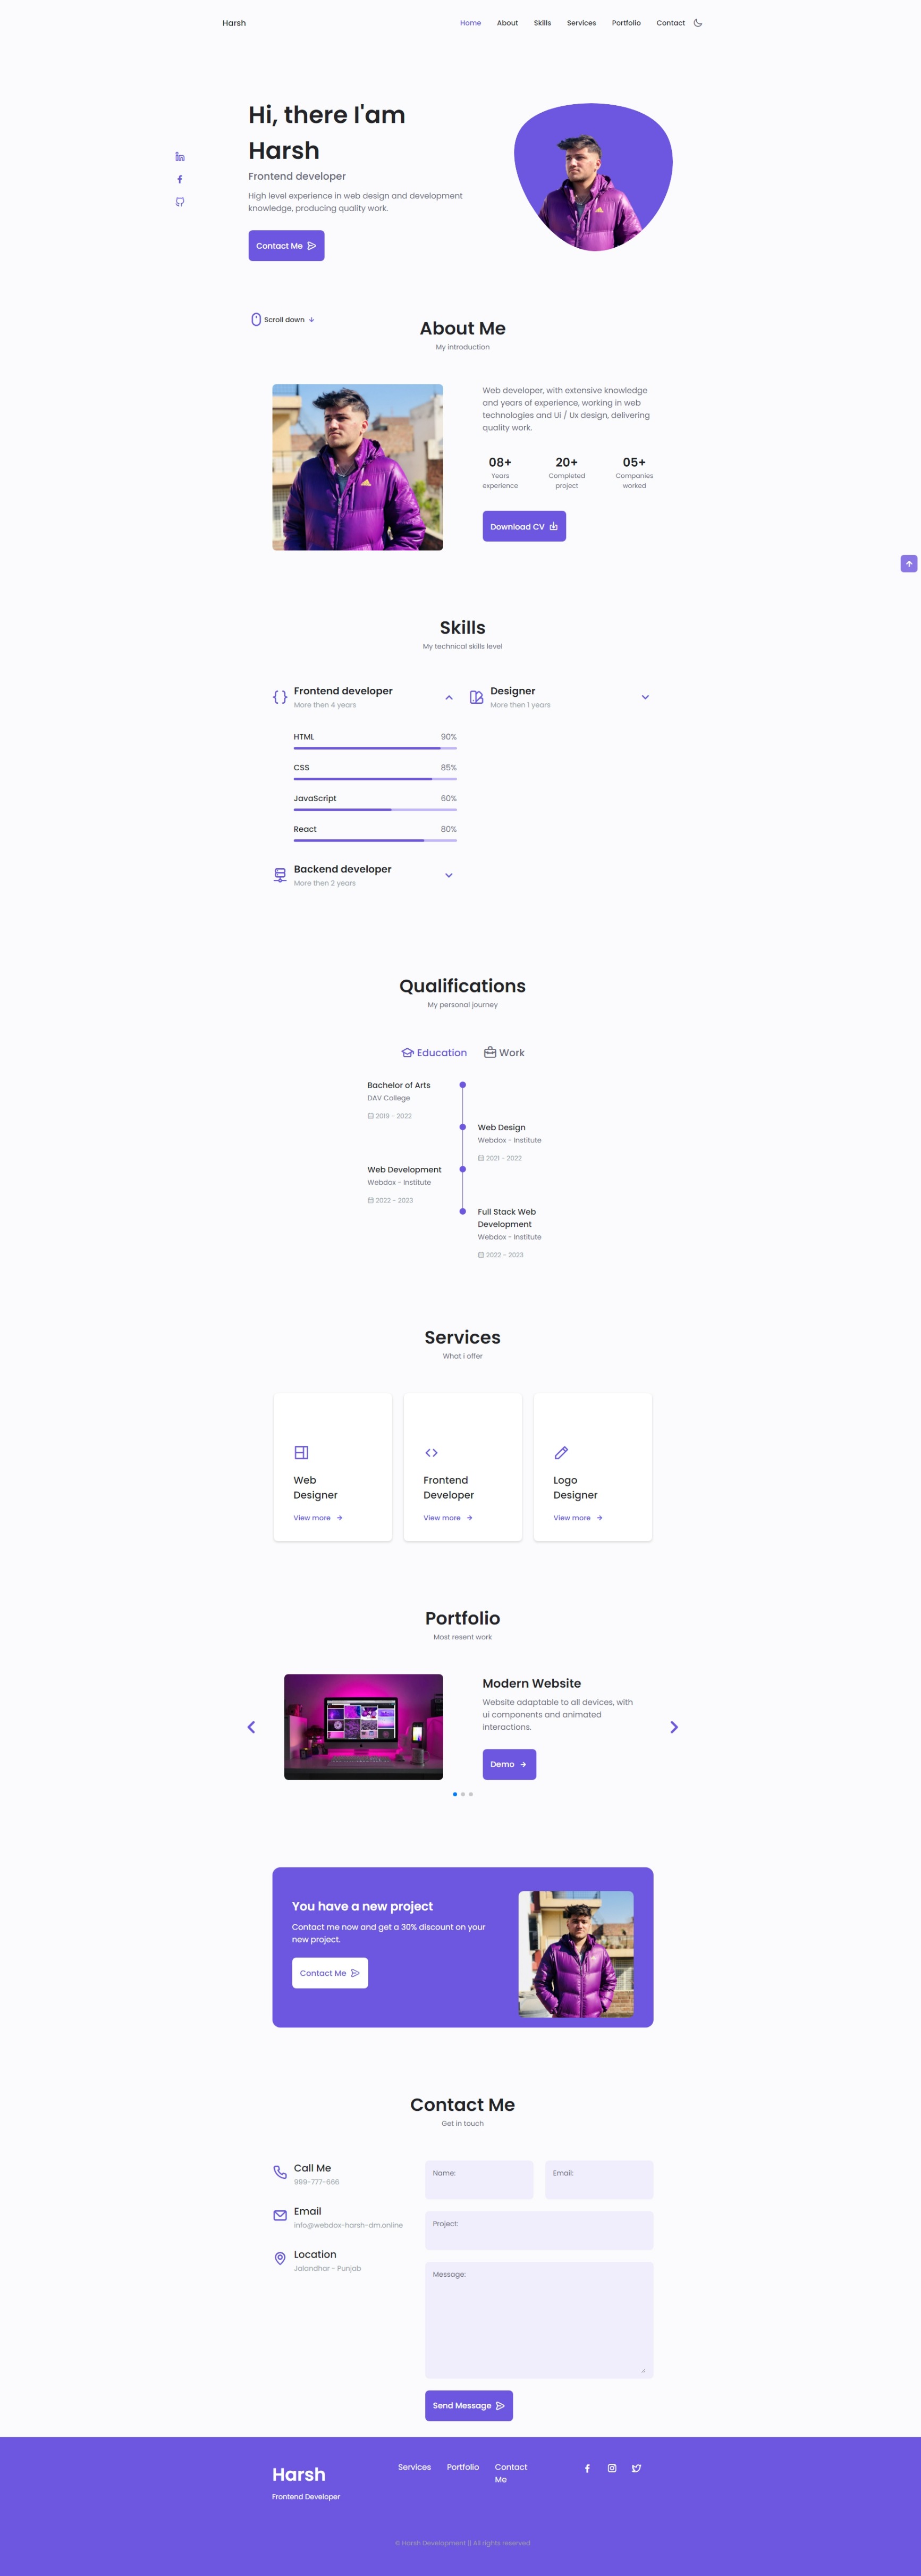 Harsh
Home About Skills Services Portfolio Contact
Hi, there I'am
Harsh
Frontend developer
High level experience in web design and development
knowledge, producing quality work.
Contact Me
Scroll down
About Me
My introduction
Web developer, with extensive knowledge
and years of experience, working in web
technologies and Ui / Ux design, delivering
quality work.
08+ 20+ 05+
Years Completed Companies
experience project worked
Download CV
Skills
My technical skills level
Frontend developer
More then 4 years
HTML 90%
CSS 85%
JavaScript 60%
React 80%
Designer
More then 1 years
Backend developer
More then 2 years
Qualifications
My personal journey
Education Work
Bachelor of Arts
DAV College
2019 - 2022
Web Design
Webdox - Institute
2021 - 2022
Web Development
Webdox - Institute
2022 - 2023
Full Stack Web
Development
Webdox - Institute
2022 - 2023
Services
What i offer
Web
Designer
View more
Frontend
Developer
View more
Logo
Designer
View more
Portfolio
Most resent work
Modern Website
Website adaptable to all devices, with
ui components and animated
interactions.
Demo
You have a new project
Contact me now and get a 30% discount on your
new project.
Contact Me
Contact Me
Get in touch
Call Me
999-777-666
Email
info@webdox-harsh-dm.online
Location
Jalandhar - Punjab
Name: Email:
Project:
Message:
Send Message
Harsh
Frontend Developer
Services Portfolio Contact
Me
© Harsh Development || All rights reserved